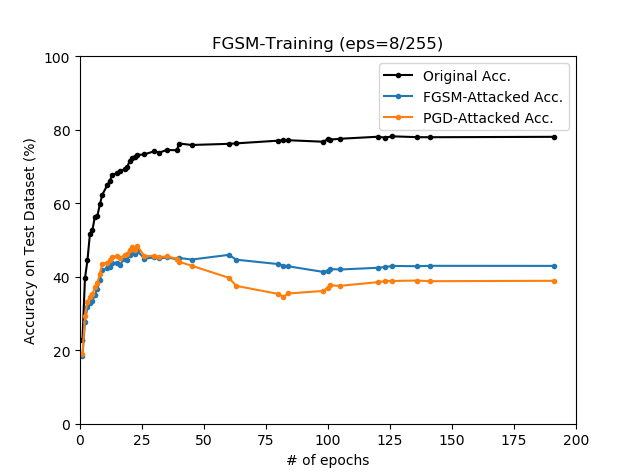 FGSM-Training (eps=8/255)
Original Acc.
FGSM-Attacked Acc.
PGD-Attacked Acc.
Accuracy on Test Dataset (%)
100
80
60
40
20
0
0 25 50 75 100 125 150 175 200
# of epochs